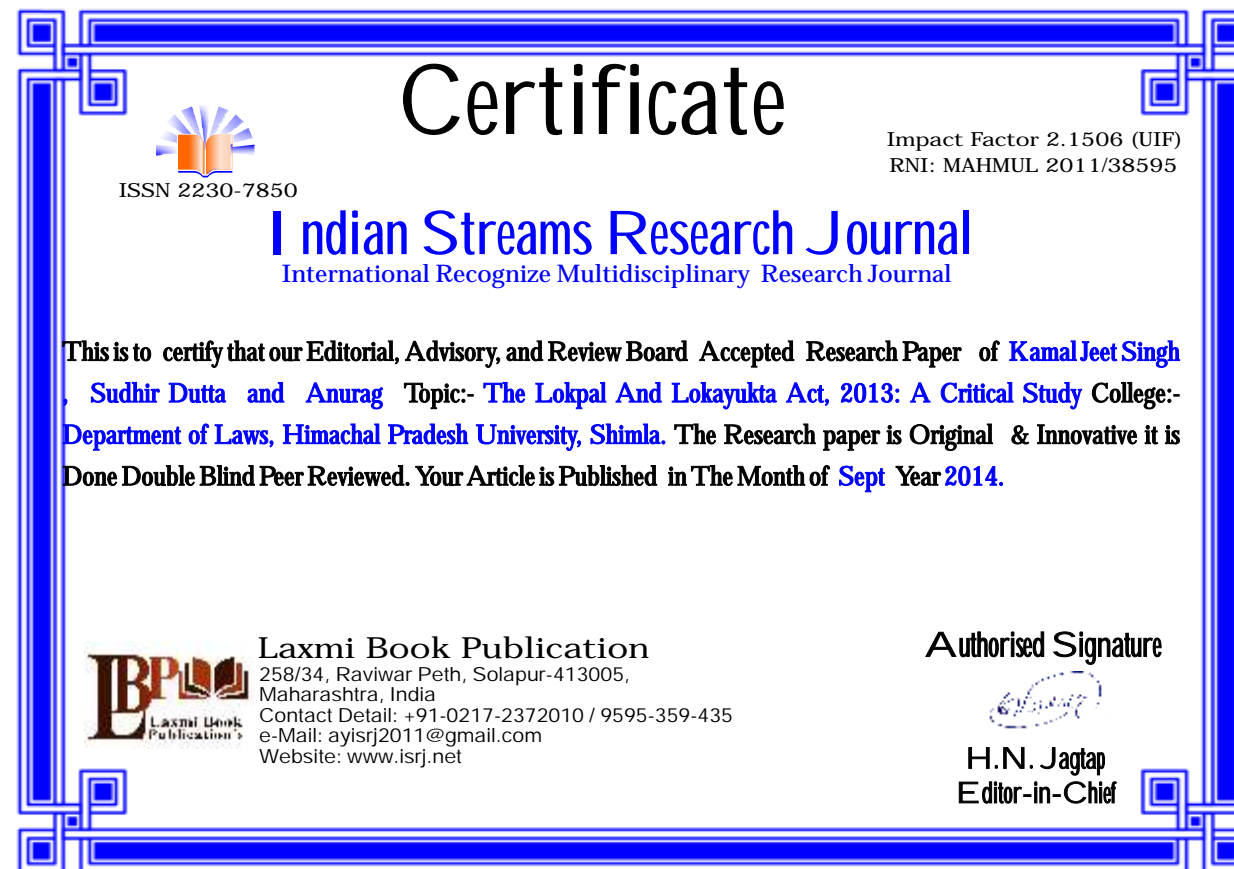 Certificate
Impact Factor 2.1506 (UIF)
RNI: MAHMUL 2011/38595
ISSN 2230-7850
Indian Streams Research Journal
International Recognize Multidisciplinary Research Journal
This is to certify that our Editorial, Advisory, and Review Board Accepted Research Paper of Kamal Jeet Singh
, Sudhir Dutta and Anurag Topic:- The Lokpal And Lokayukta Act, 2013: A Critical Study College:-
Department of Laws, Himachal Pradesh University, Shimla. The Research paper is Original & Innovative it is
Done Double Blind Peer Reviewed. Your Article is Published in The Month of Sept Year 2014.
LBP
Laxmi Book
Publication's
Laxmi Book Publication
258/34, Raviwar Peth, Solapur-413005,
Maharashtra, India
Contact Detail: +91-0217-2372010 / 9595-359-435
e-Mail: ayisrj2011@gmail.com
Website: www.isrj.net
Authorised Signature
H.N. Jagtap
Editor-in-Chief